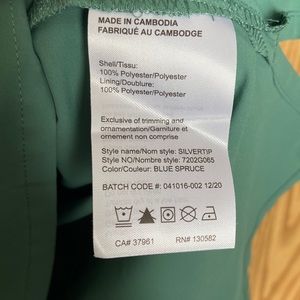 MADE IN CAMBODIA
FABRIQUÉ AU CAMBODGE
Shell/Tissu:
100% Polyester/Polyester
Lining/Doublure:
100% Polyester/Polyester
Exclusive of trimming and
ornamentation/Garniture et
ornement non comprise
Style name/Nom style: SILVERTIP
Style NO/Nombre style: 7202G065
Color/Couleur: BLUE SPRUCE
BATCH CODE #: 041016-002 12/20
CA# 37961 RN# 130582